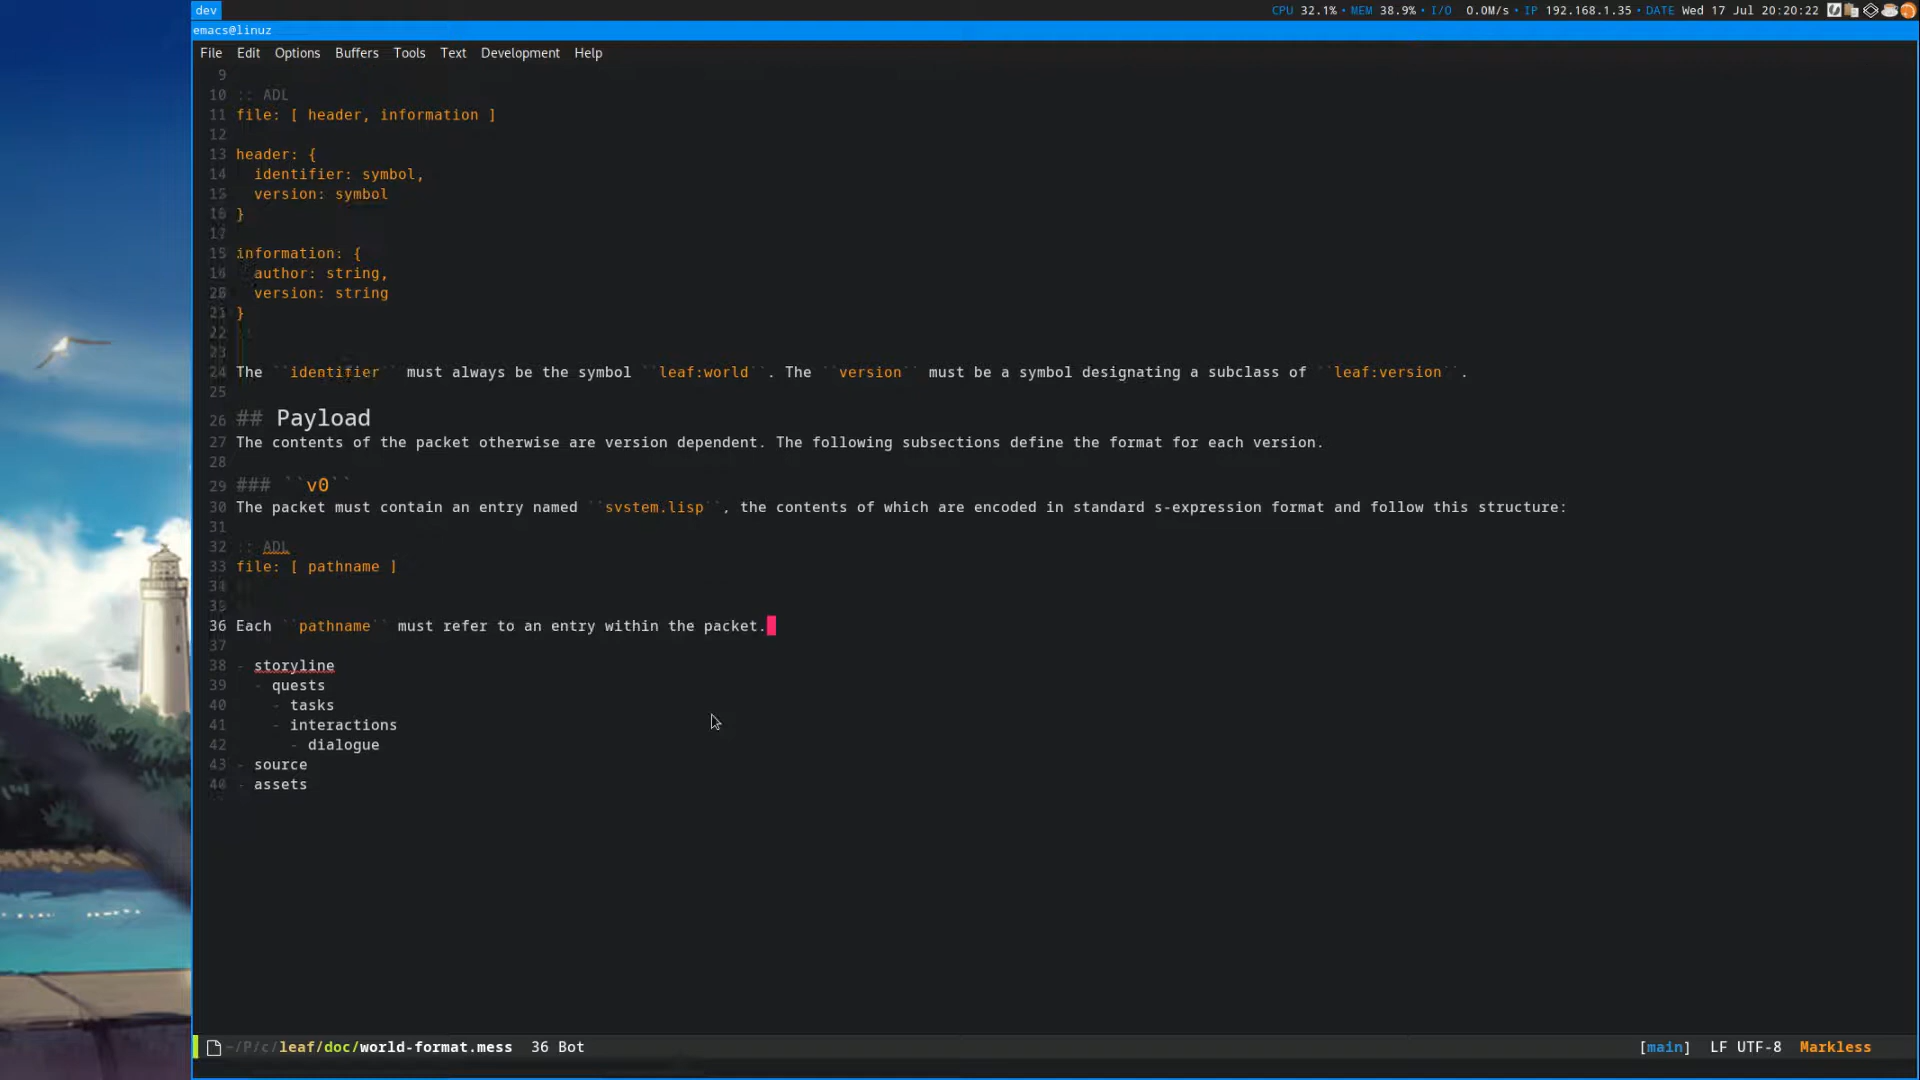 dev
CPU 32.1% • MEM 38.9% • I/O 0.0M/s • IP 192.168.1.35 • DATE Wed 17 Jul 20:20:22
emacs@linuz
File Edit Options Buffers Tools Text Development Help
9
10 :: ADL
11 file: [ header, information ]
12
13 header: {
14 identifier: symbol,
15 version: symbol
16 }
17
information: {
author: string,
version: string
21 }
22 ::
23
24 The ``identifier`` must always be the symbol ``leaf:world``. The ``version`` must be a symbol designating a subclass of ``leaf:version``.
25
26 ## Payload
27 The contents of the packet otherwise are version dependent. The following subsections define the format for each version.
28
29 ### ``v0``
30 The packet must contain an entry named ``system.lisp``, the contents of which are encoded in standard s-expression format and follow this structure:
31
32 :: ADL
33 file: [ pathname ]
34
35
36 Each ``pathname`` must refer to an entry within the packet.
37
38 - storyline
39 - quests
40 - tasks
41 - interactions
42 - dialogue
43 - source
44 - assets
~/P/c/leaf/doc/world-format.mess 36 Bot [main] LF UTF-8 Markless